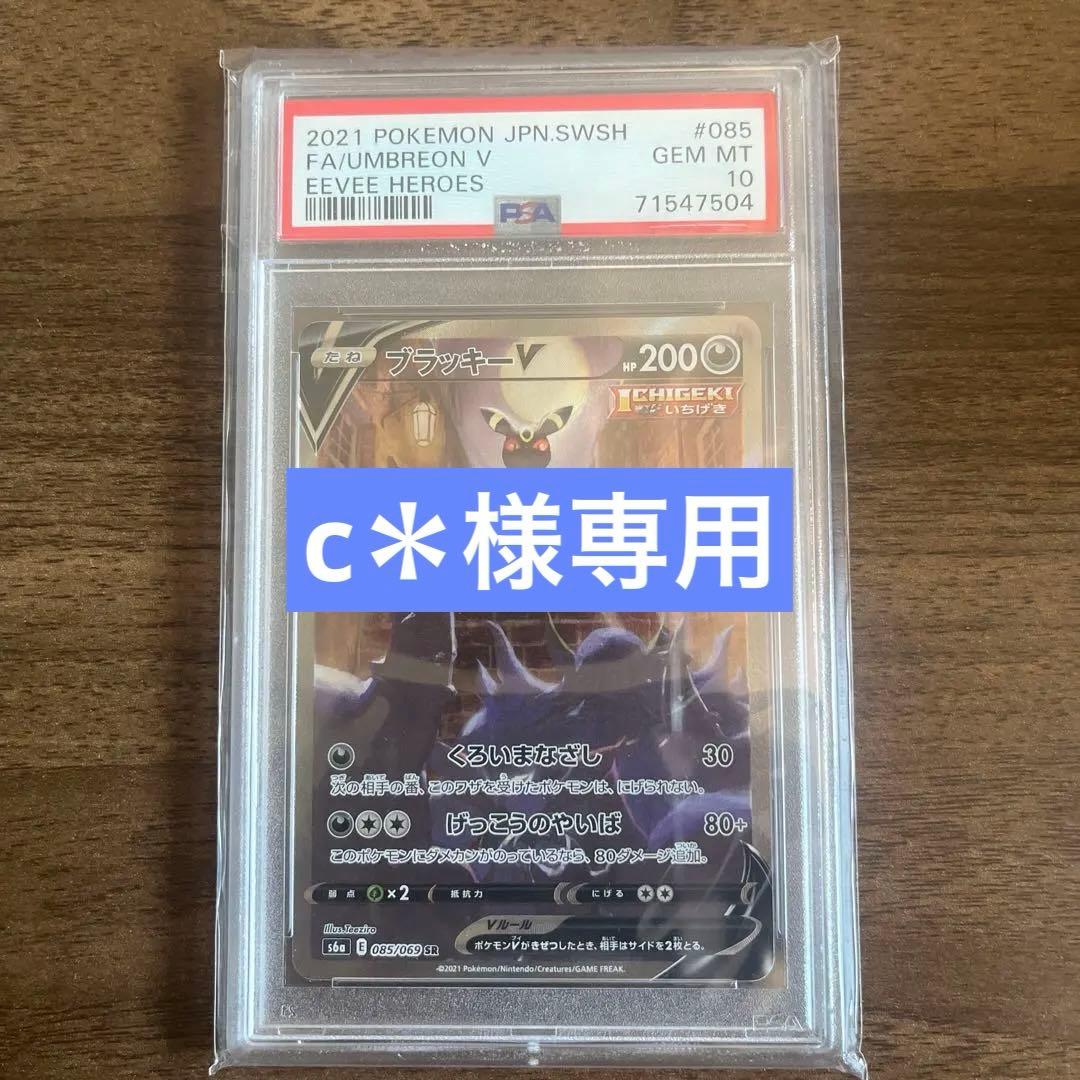 2021 POKEMON JPN.SWSH #085
FA/UMBREON V GEM MT
EEVEE HEROES 10
PSA 71547504
たね ブラッキーV HP 200
ICHIGEKI
いちげき
c＊様専用
くろいまなざし 30
次の相手の番、このワザを受けたポケモンは、にげられない。
げっこうのやいば 80+
このポケモンにダメカンがのっているなら、80ダメージ追加。
弱点 ×2 抵抗力 にげる
Illus.Teeziro
Vルール
s6a E 085/069 SR ポケモンVがきぜつしたとき、相手はサイドを2枚とる。
©2021 Pokémon/Nintendo/Creatures/GAME FREAK.
PSA